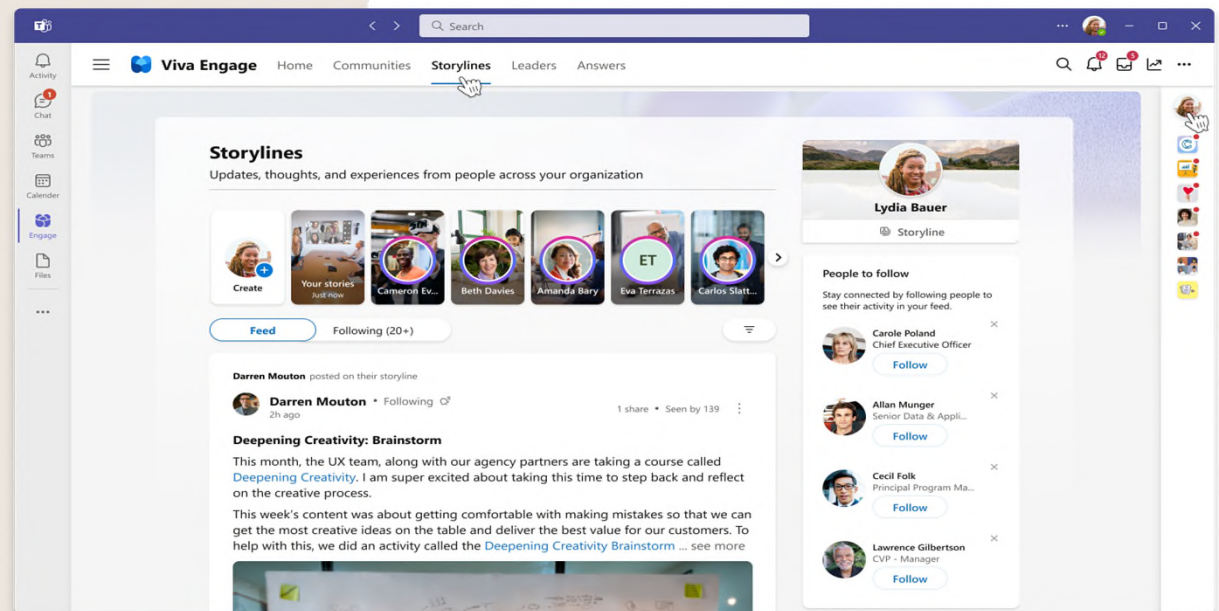 Search
Activity
1
Chat
Teams
Calender
Engage
Files
Viva Engage
Home
Communities
Storylines
Leaders
Answers
12
5
Storylines
Updates, thoughts, and experiences from people across your organization
Create
Your stories
Just now
Cameron Ev...
Beth Davies
Amanda Bary
ET
Eva Terrazas
Carlos Slatt...
Feed
Following (20+)
Darren Mouton posted on their storyline
Darren Mouton • Following
2h ago
1 share • Seen by 139
Deepening Creativity: Brainstorm
This month, the UX team, along with our agency partners are taking a course called
Deepening Creativity. I am super excited about taking this time to step back and reflect
on the creative process.
This week's content was about getting comfortable with making mistakes so that we can
get the most creative ideas on the table and deliver the best value for our customers. To
help with this, we did an activity called the Deepening Creativity Brainstorm ... see more
Lydia Bauer
Storyline
People to follow
Stay connected by following people to
see their activity in your feed.
Carole Poland
Chief Executive Officer
Follow
Allan Munger
Senior Data & Appli...
Follow
Cecil Folk
Principal Program Ma...
Follow
Lawrence Gilbertson
CVP - Manager
Follow